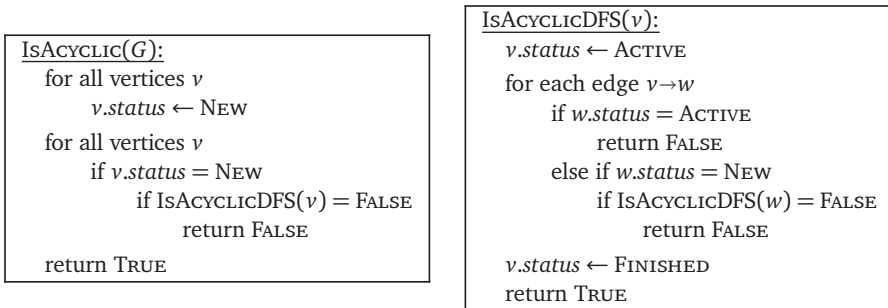 IsAcyclic(G):
for all vertices v
v.status ← New
for all vertices v
if v.status = New
if IsAcyclicDFS(v) = False
return False
return True
IsAcyclicDFS(v):
v.status ← Active
for each edge v→w
if w.status = Active
return False
else if w.status = New
if IsAcyclicDFS(w) = False
return False
v.status ← Finished
return True